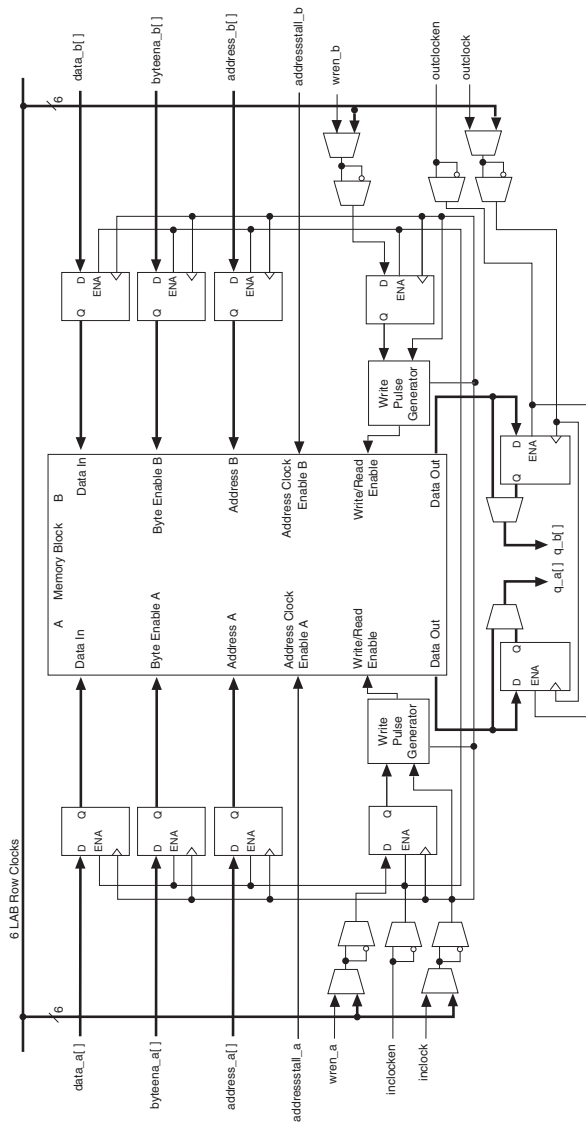 6 LAB Row Clocks
6
6
data_a[ ]
D
Q
ENA
A
Memory Block
B
Data In
Data In
Q
D
ENA
data_b[ ]
byteena_a[ ]
D
Q
ENA
Byte Enable A
Byte Enable B
Q
D
ENA
byteena_b[ ]
address_a[ ]
D
Q
ENA
Address A
Address B
Q
D
ENA
address_b[ ]
addressstall_a
Address Clock
Enable A
Address Clock
Enable B
addressstall_b
wren_a
inclocken
inclock
D
Q
ENA
Write
Pulse
Generator
Write/Read
Enable
Write/Read
Enable
Write
Pulse
Generator
Q
D
ENA
wren_b
Data Out
Data Out
outclocken
outclock
D
Q
ENA
Q
D
ENA
q_a[ ]
q_b[ ]